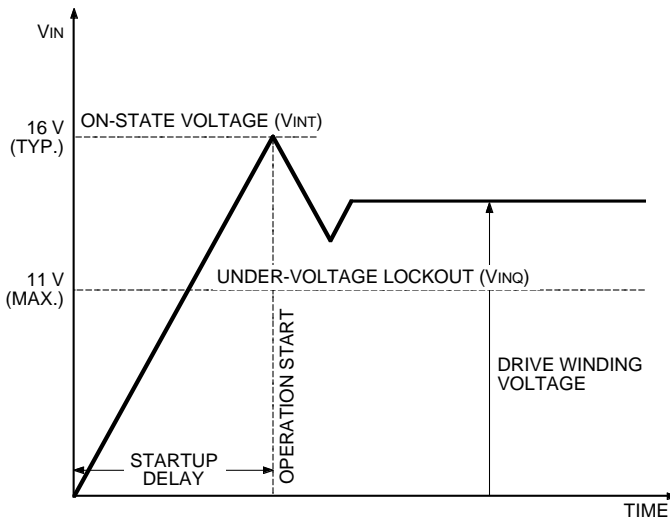 VIN
ON-STATE VOLTAGE (VINT)
16 V
(TYP.)
UNDER-VOLTAGE LOCKOUT (VINQ)
11 V
(MAX.)
OPERATION START
DRIVE WINDING
VOLTAGE
STARTUP
DELAY
TIME